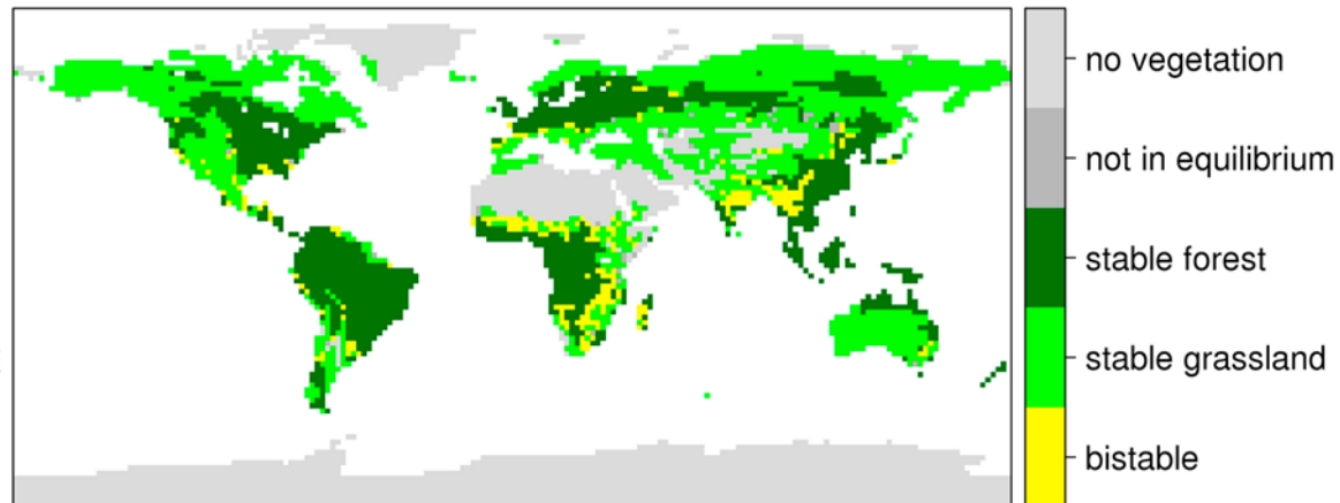 no vegetation
not in equilibrium
stable forest
stable grassland
bistable